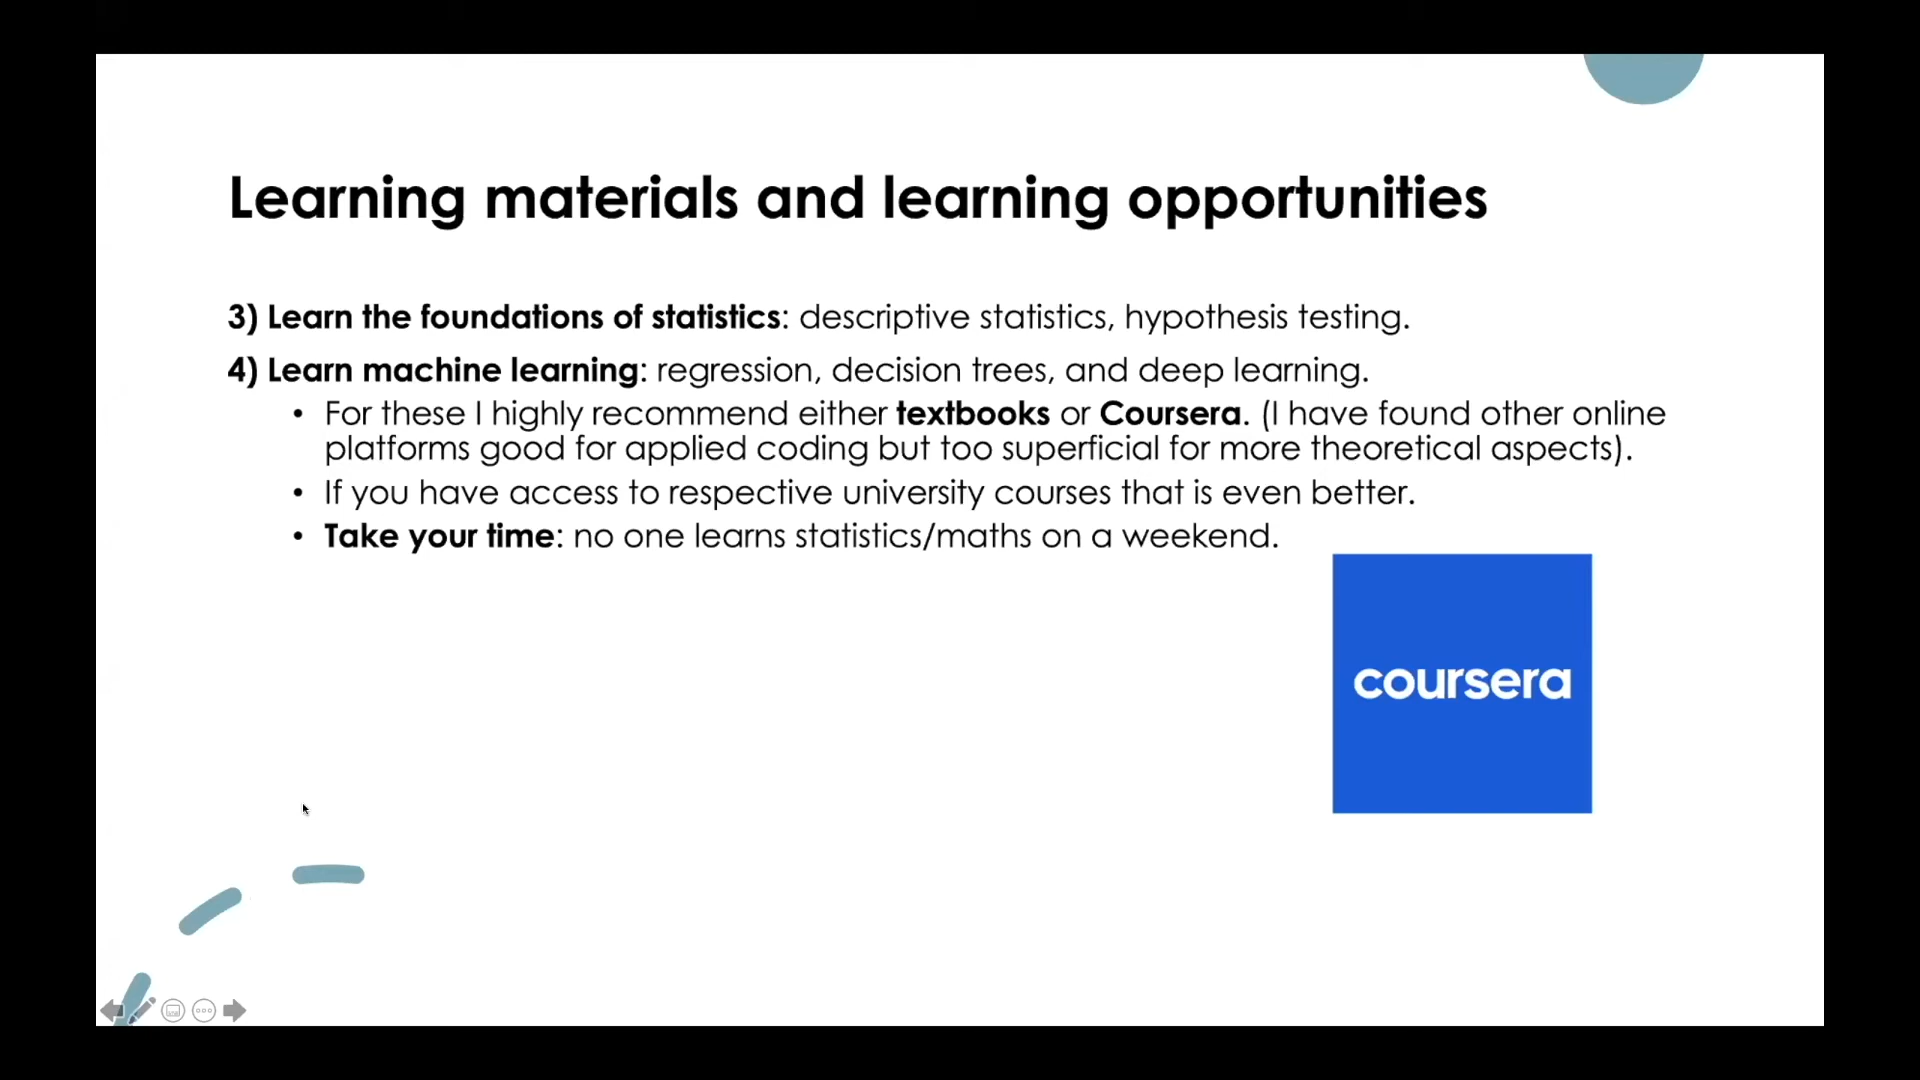 Learning materials and learning opportunities
3) Learn the foundations of statistics: descriptive statistics, hypothesis testing.
4) Learn machine learning: regression, decision trees, and deep learning.
• For these I highly recommend either textbooks or Coursera. (I have found other online
platforms good for applied coding but too superficial for more theoretical aspects).
• If you have access to respective university courses that is even better.
• Take your time: no one learns statistics/maths on a weekend.
coursera